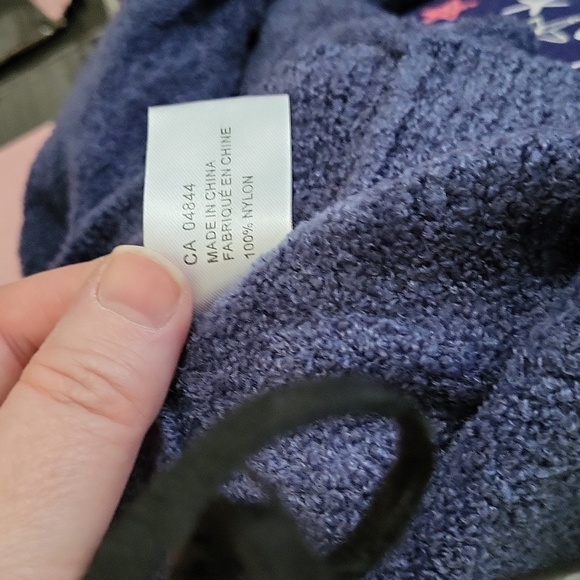 CA 04844
MADE IN CHINA
FABRIQUÉ EN CHINE
100% NYLON